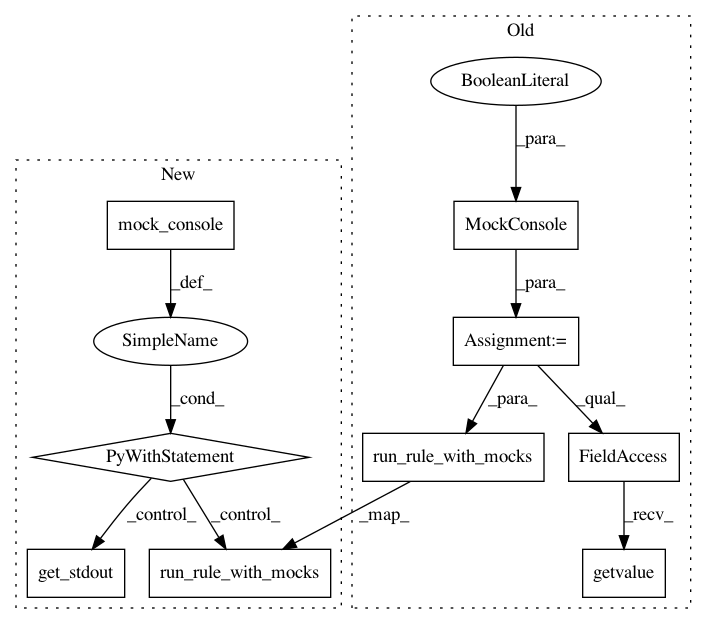 Old
BooleanLiteral
_para_
New
mock_console
MockConsole
_def_
_para_
SimpleName
Assignment:=
_cond_
_para_
_qual_
PyWithStatement
run_rule_with_mocks
FieldAccess
_control_
_control_
_map_
_recv_
get_stdout
run_rule_with_mocks
getvalue